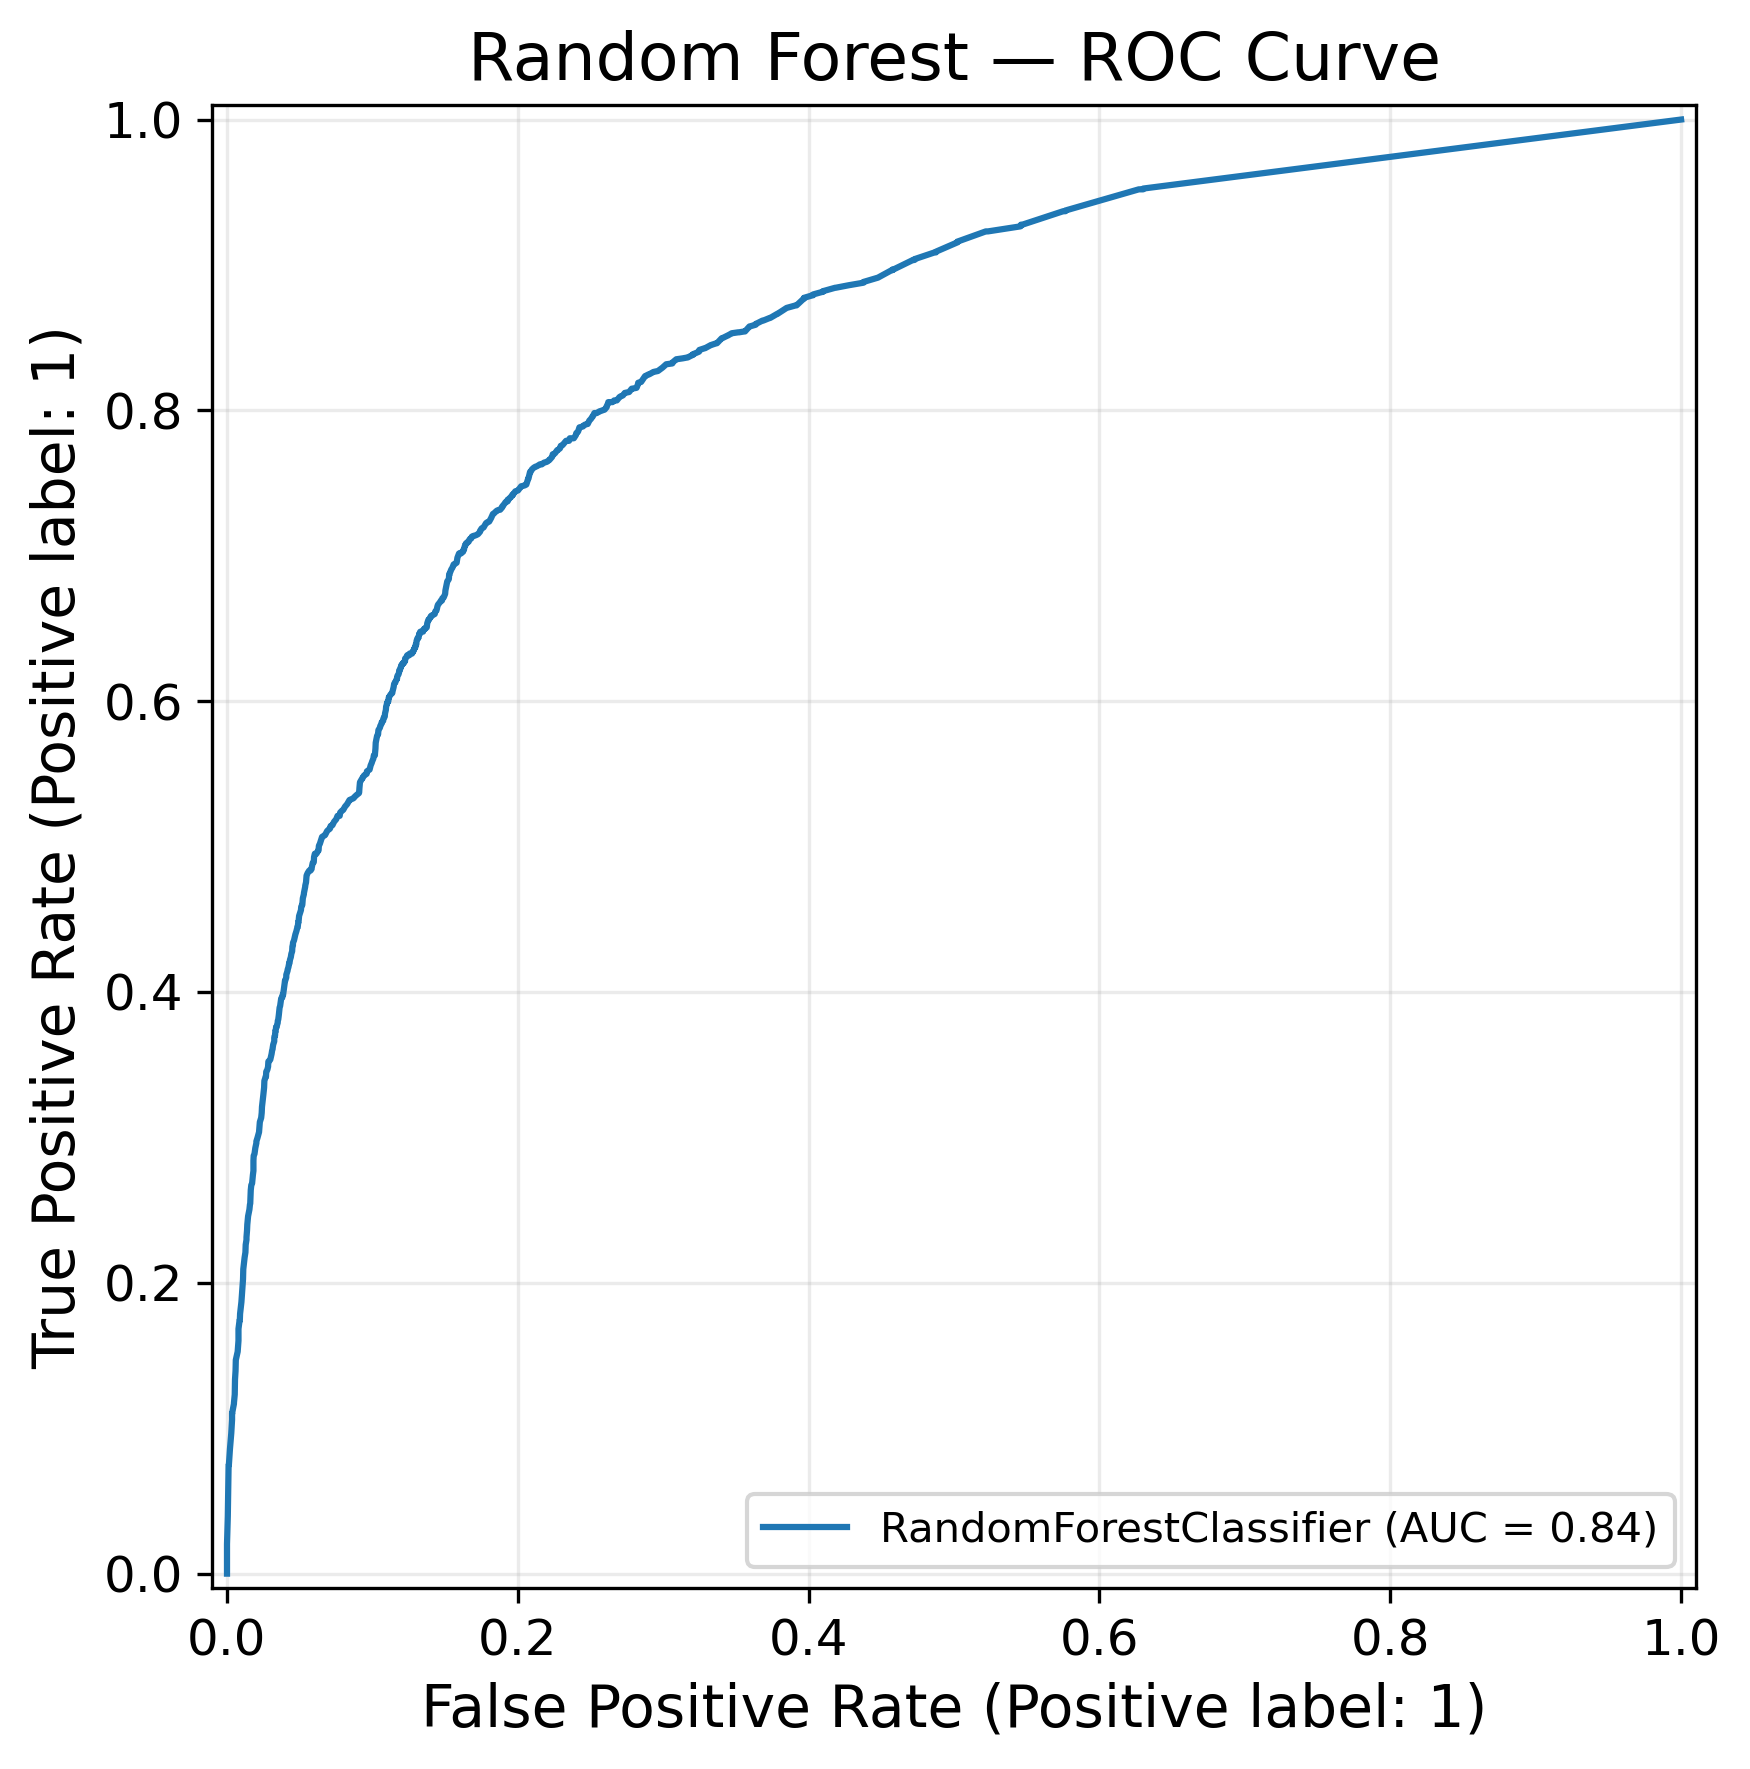 Random Forest — ROC Curve
True Positive Rate (Positive label: 1)
1.0
0.8
0.6
0.4
0.2
0.0
RandomForestClassifier (AUC = 0.84)
0.0 0.2 0.4 0.6 0.8 1.0
False Positive Rate (Positive label: 1)